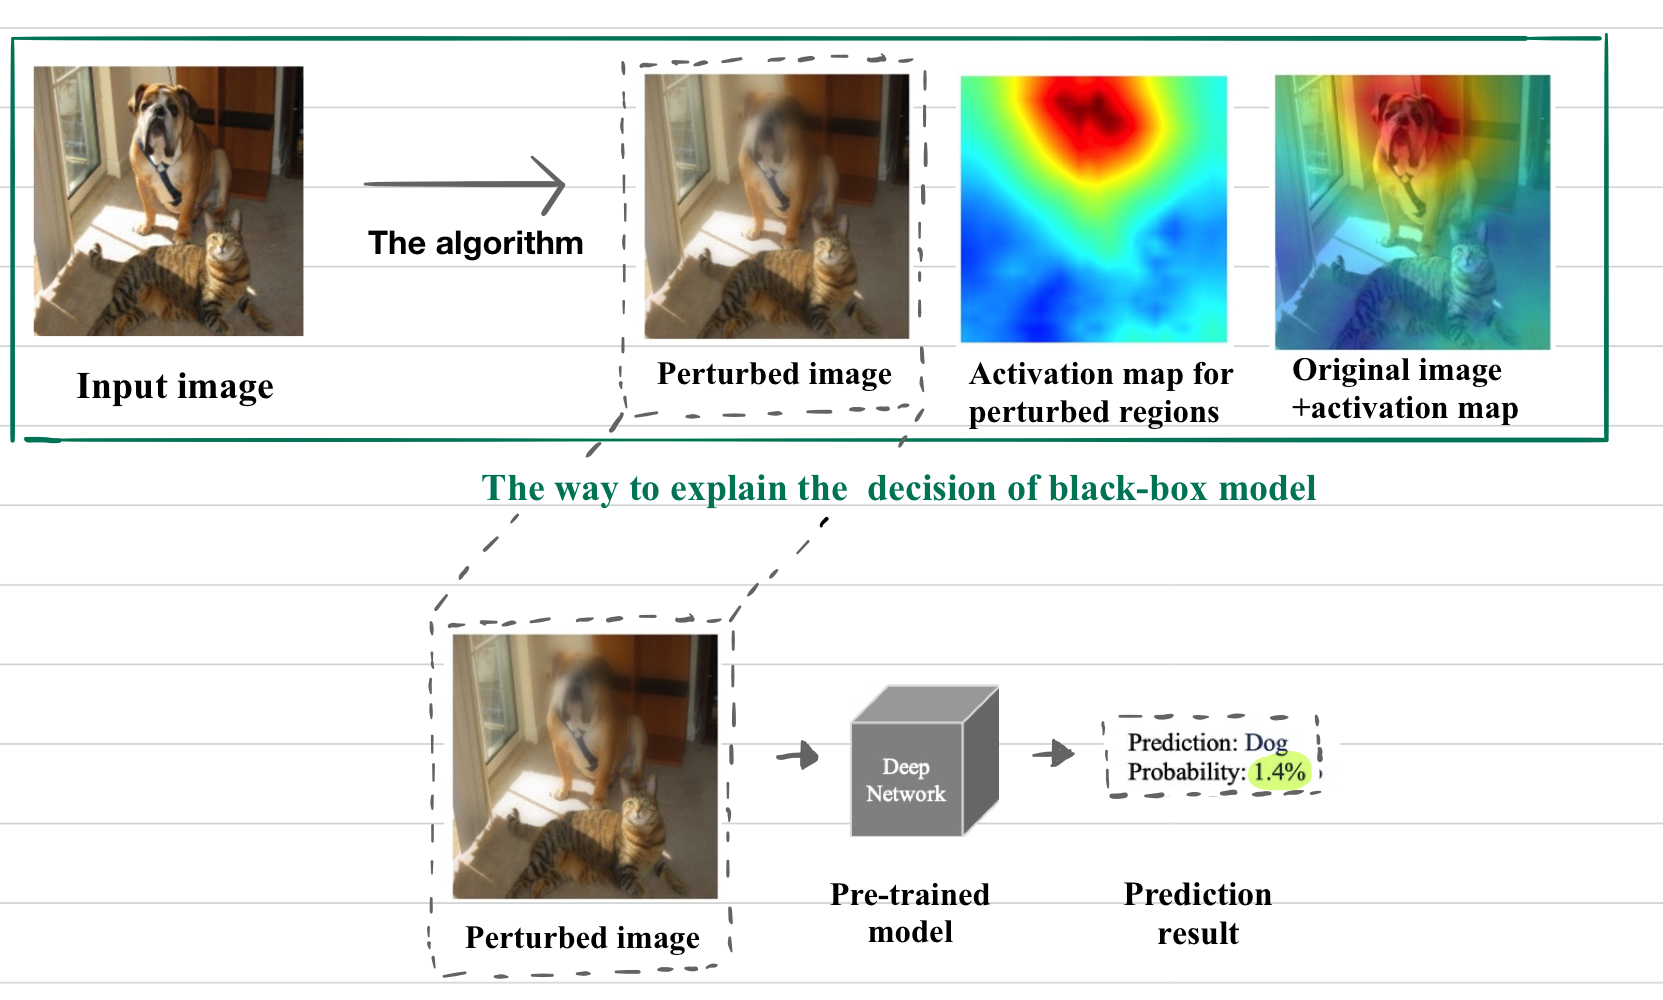 The algorithm
Input image
Perturbed image
Activation map for
perturbed regions
Original image
+activation map
The way to explain the decision of black-box model
Deep
Network
Prediction: Dog
Probability: 1.4%
Perturbed image
Pre-trained
model
Prediction
result